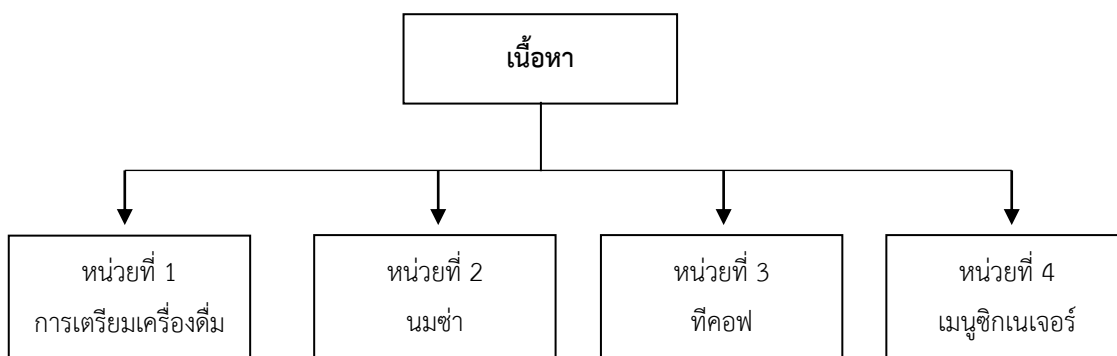 เนื้อหา
หน่วยที่ 1
การเตรียมเครื่องดื่ม
หน่วยที่ 2
นมซ่า
หน่วยที่ 3
ทีคอฟ
หน่วยที่ 4
เมนูซิกเนเจอร์